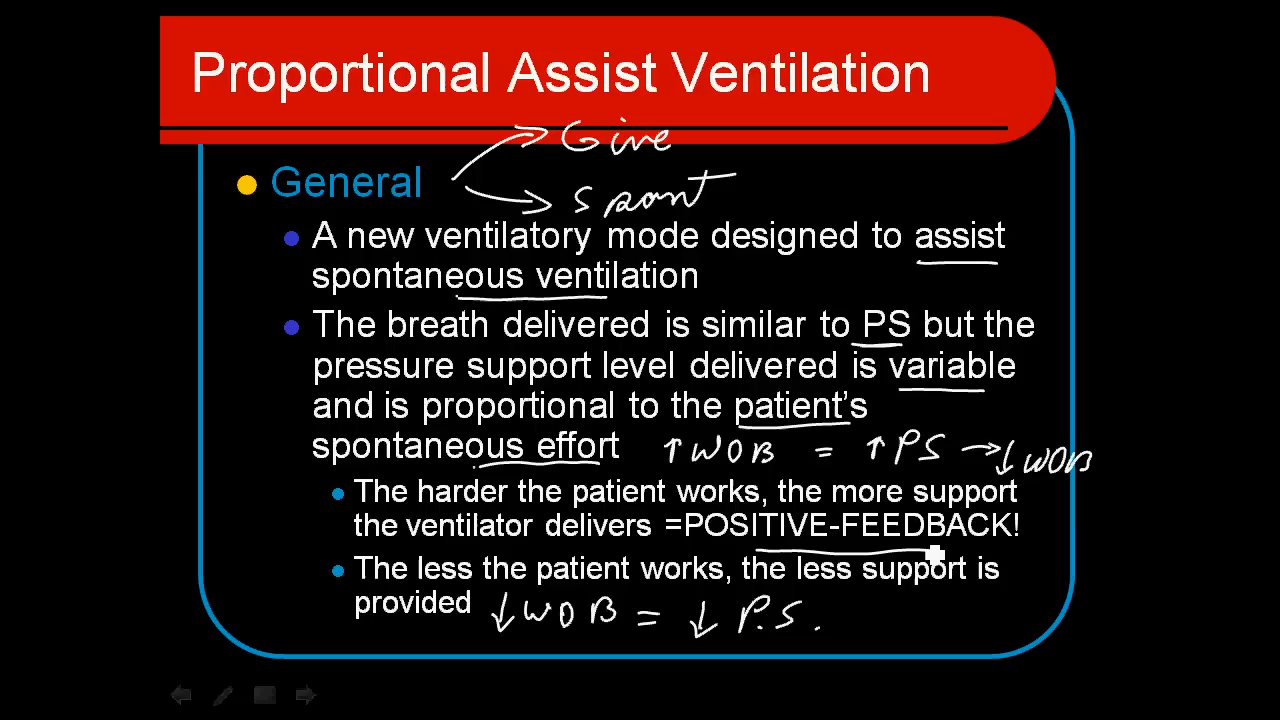 Proportional Assist Ventilation
Give
General
Spont
A new ventilatory mode designed to assist
spontaneous ventilation
The breath delivered is similar to PS but the
pressure support level delivered is variable
and is proportional to the patient's
spontaneous effort ↑ WOB = ↑ PS → ↓ WOB
The harder the patient works, the more support
the ventilator delivers =POSITIVE-FEEDBACK!
The less the patient works, the less support is
provided ↓ WOB = ↓ P.S.